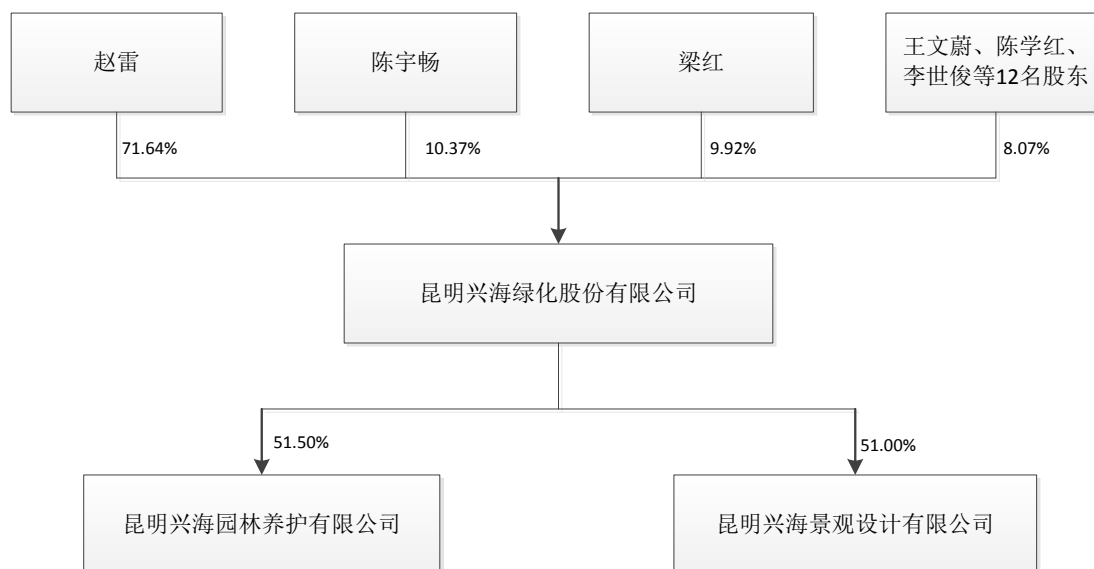 赵雷
陈宇畅
梁红
王文蔚、陈学红、
李世俊等12名股东
71.64%
10.37%
9.92%
8.07%
昆明兴海绿化股份有限公司
51.50%
51.00%
昆明兴海园林养护有限公司
昆明兴海景观设计有限公司